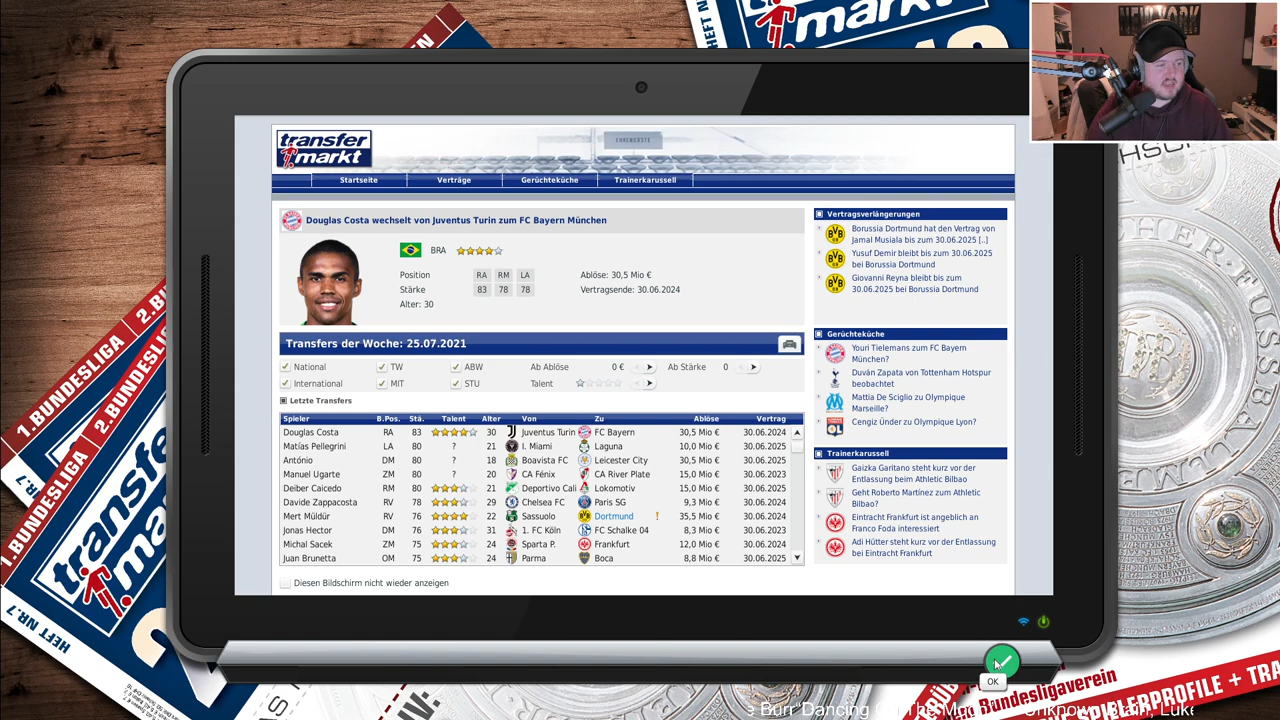 transfer
markt
EHRENGÄSTE
Startseite
Verträge
Gerüchteküche
Trainerkarussell
Douglas Costa wechselt von Juventus Turin zum FC Bayern München
BRA
Position RA RM LA
Stärke 83 78 78
Alter: 30
Ablöse: 30,5 Mio €
Vertragsende: 30.06.2024
Transfers der Woche: 25.07.2021
National TW ABW Ab Ablöse 0 € Ab Stärke 0
International MIT STU Talent
Letzte Transfers
Spieler B.Pos. Stä. Talent Alter Von Zu Ablöse Vertrag
Douglas Costa RA 83 30 Juventus Turin FC Bayern 30,5 Mio € 30.06.2024
Matías Pellegrini LA 80 ? 21 I. Miami Laguna 10,0 Mio € 30.06.2024
António DM 80 ? 18 Boavista FC Leicester City 30,5 Mio € 30.06.2025
Manuel Ugarte ZM 80 ? 20 CA Fénix CA River Plate 15,0 Mio € 30.06.2025
Deiber Caicedo RM 80 21 Deportivo Cali Lokomotiv 15,0 Mio € 30.06.2025
Davide Zappacosta RV 78 29 Chelsea FC Paris SG 9,3 Mio € 30.06.2024
Mert Müldür RV 76 22 Sassuolo Dortmund ! 35,5 Mio € 30.06.2025
Jonas Hector DM 76 31 1. FC Köln FC Schalke 04 8,3 Mio € 30.06.2023
Michal Sacek ZM 75 24 Sparta P. Frankfurt 12,0 Mio € 30.06.2023
Juan Brunetta OM 75 24 Parma Boca 8,8 Mio € 30.06.2025
Diesen Bildschirm nicht wieder anzeigen
Vertragsverlängerungen
Borussia Dortmund hat den Vertrag von
Jamal Musiala bis zum 30.06.2025 [..]
Yusuf Demir bleibt bis zum 30.06.2025
bei Borussia Dortmund
Giovanni Reyna bleibt bis zum
30.06.2025 bei Borussia Dortmund
Gerüchteküche
Youri Tielemans zum FC Bayern
München?
Duván Zapata von Tottenham Hotspur
beobachtet
Mattia De Sciglio zu Olympique
Marseille?
Cengiz Ünder zu Olympique Lyon?
Trainerkarussell
Gaizka Garitano steht kurz vor der
Entlassung beim Athletic Bilbao
Geht Roberto Martínez zum Athletic
Bilbao?
Eintracht Frankfurt ist angeblich an
Franco Foda interessiert
Adi Hütter steht kurz vor der Entlassung
bei Eintracht Frankfurt
OK
1.BUNDESLIGA
2.BUNDESLIGA
HEFT NR.7
Bundesligaverein
SPIELERPROFILE + TRA